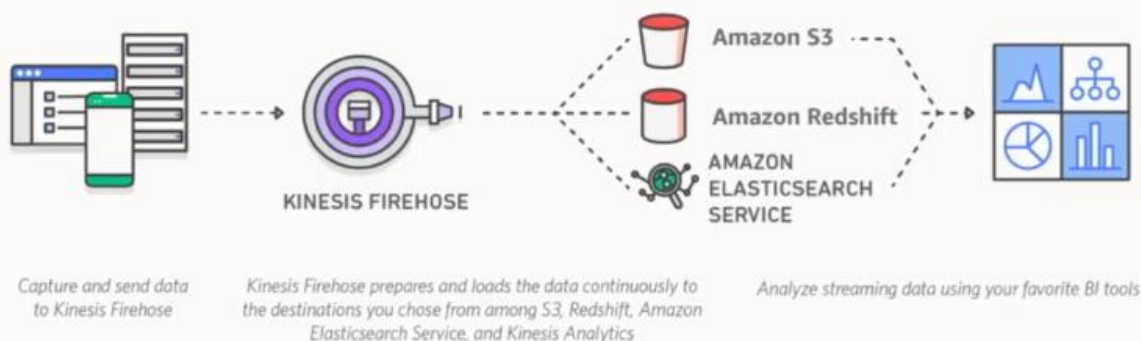 Amazon S3
Amazon Redshift
AMAZON
ELASTICSEARCH
SERVICE
KINESIS FIREHOSE
Capture and send data
to Kinesis Firehose
Kinesis Firehose prepares and loads the data continuously to
the destinations you chose from among S3, Redshift, Amazon
Elasticsearch Service, and Kinesis Analytics
Analyze streaming data using your favorite BI tools